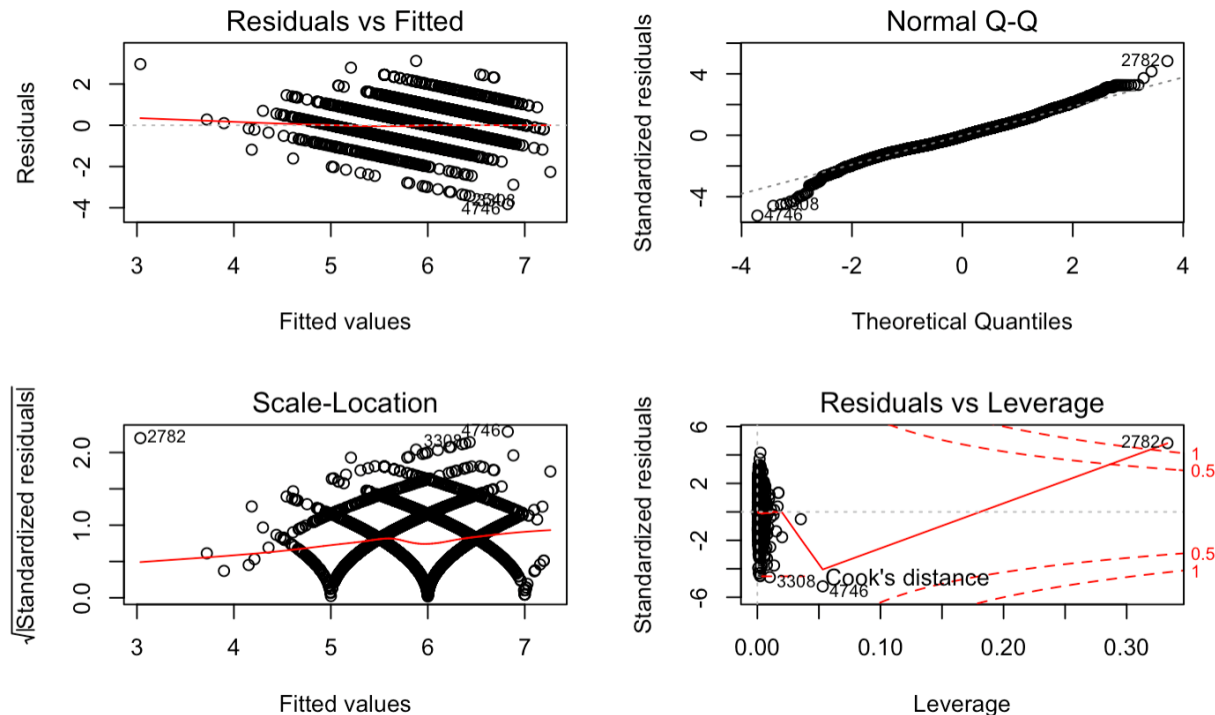 Residuals vs Fitted
Residuals
2
0
-2
-4
4746
3 4 5 6 7
Fitted values
Normal Q-Q
Standardized residuals
4
0
-4
2782
4746
-4 -2 0 2 4
Theoretical Quantiles
Scale-Location
√|Standardized residuals|
2.0
1.0
0.0
2782
3308
4746
3 4 5 6 7
Fitted values
Residuals vs Leverage
Standardized residuals
6
2
-2
-6
2782
1
0.5
0.5
1
3308
4746
Cook's distance
0.00 0.10 0.20 0.30
Leverage